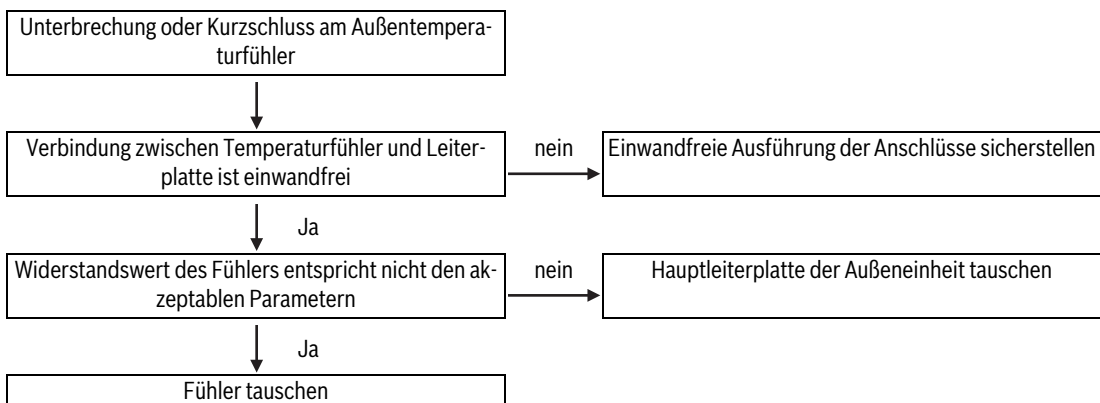 Unterbrechung oder Kurzschluss am Außentempera-
turfühler
Verbindung zwischen Temperaturfühler und Leiter-
platte ist einwandfrei
nein
Einwandfreie Ausführung der Anschlüsse sicherstellen
Ja
Widerstandswert des Fühlers entspricht nicht den ak-
zeptablen Parametern
nein
Hauptleiterplatte der Außeneinheit tauschen
Ja
Fühler tauschen